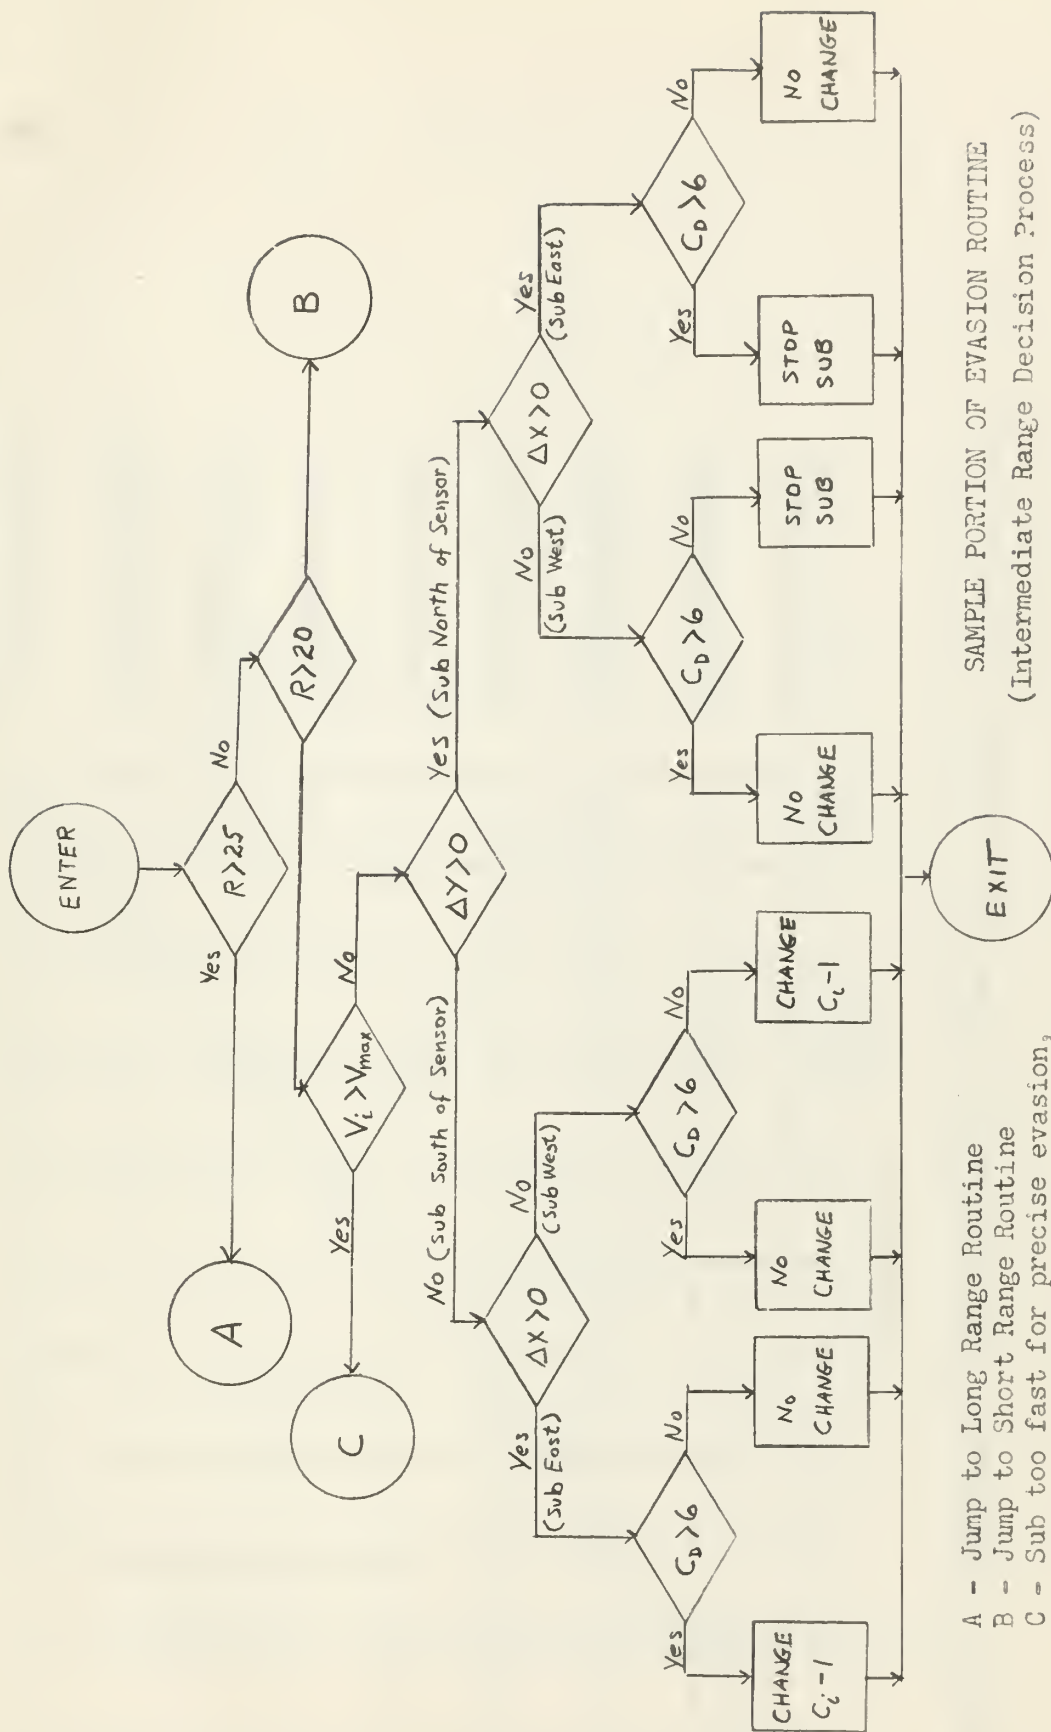 ENTER
R>25
Yes
No
A
R>20
B
Vi >Vmax
Yes
No
C
ΔY>0
No (Sub South of Sensor)
Yes (Sub North of Sensor)
ΔX>0
Yes
(Sub East)
No
(Sub West)
ΔX>0
No
(Sub West)
Yes
(Sub East)
CD>6
Yes
No
CD>6
Yes
No
CD>6
Yes
No
CD>6
Yes
No
CHANGE
Ci-1
NO
CHANGE
NO
CHANGE
CHANGE
Ci-1
NO
CHANGE
STOP
SUB
STOP
SUB
NO
CHANGE
EXIT
A - Jump to Long Range Routine
B - Jump to Short Range Routine
C - Sub too fast for precise evasion,
SAMPLE PORTION OF EVASION ROUTINE
(Intermediate Range Decision Process)